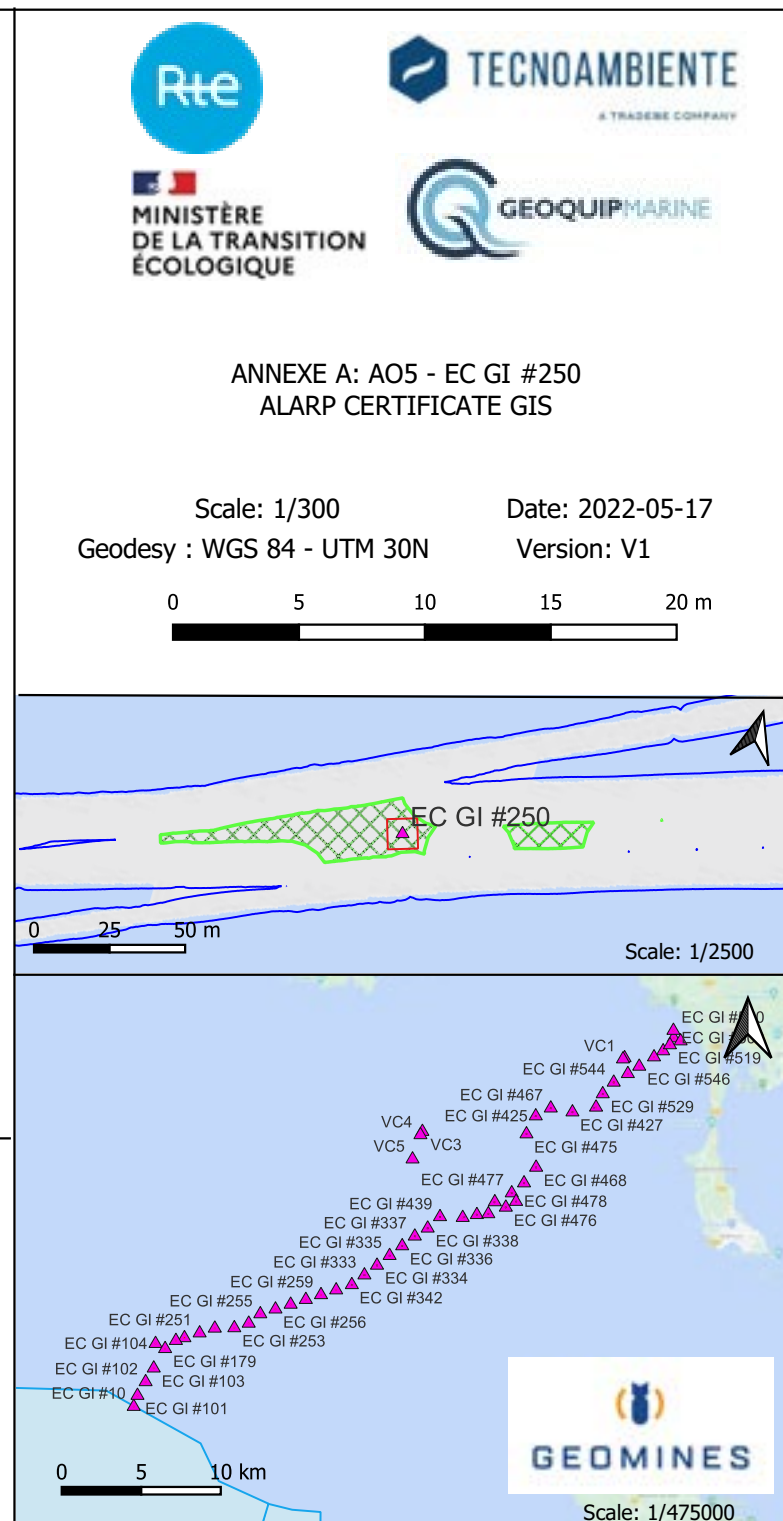 Rte
TECNOAMBIENTE
A TRADEBE COMPANY
MINISTÈRE
DE LA TRANSITION
ÉCOLOGIQUE
GEOQUIPMARINE
ANNEXE A: AO5 - EC GI #250
ALARP CERTIFICATE GIS
Scale: 1/300
Date: 2022-05-17
Geodesy : WGS 84 - UTM 30N
Version: V1
0 5 10 15 20 m
EC GI #250
0 25 50 m
Scale: 1/2500
VC1
EC GI #519
EC GI #544
EC GI #546
EC GI #467
EC GI #529
EC GI #425
EC GI #427
VC4
VC3
EC GI #475
VC5
EC GI #477
EC GI #468
EC GI #478
EC GI #439
EC GI #476
EC GI #337
EC GI #338
EC GI #335
EC GI #336
EC GI #333
EC GI #334
EC GI #259
EC GI #342
EC GI #255
EC GI #256
EC GI #251
EC GI #253
EC GI #104
EC GI #179
EC GI #102
EC GI #103
EC GI #10
EC GI #101
0 5 10 km
GEOMINES
Scale: 1/475000